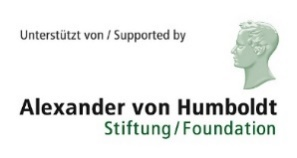 Unterstützt von / Supported by
Alexander von Humboldt
Stiftung/Foundation